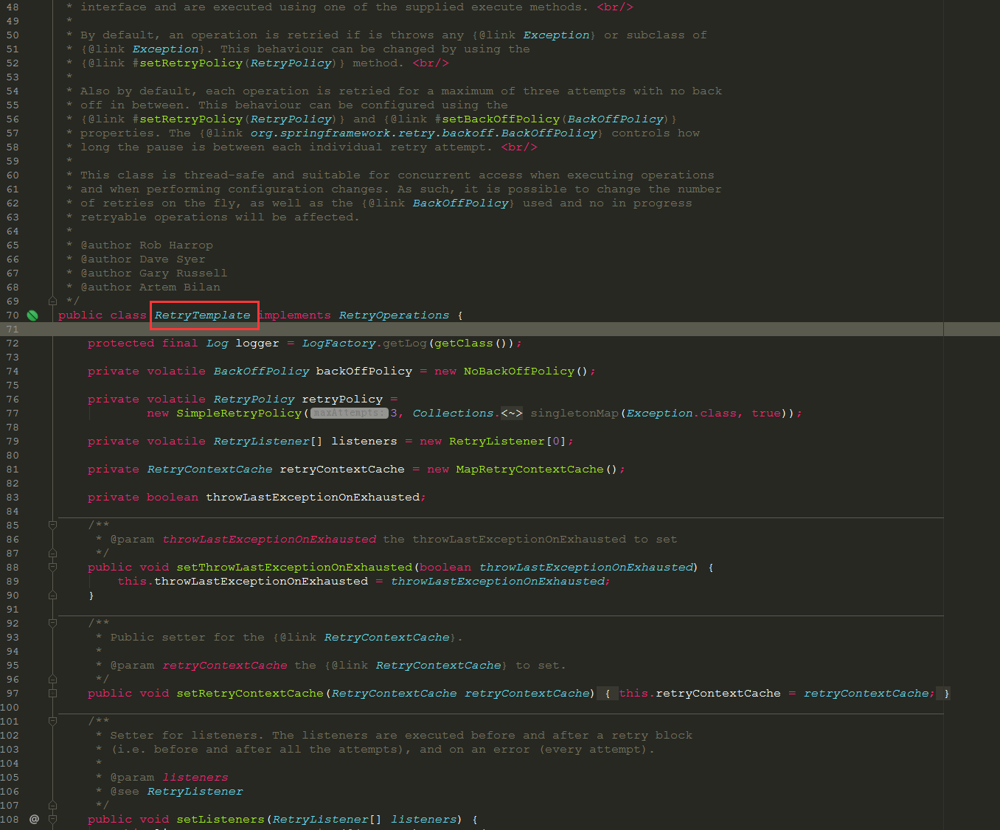 48 * interface and are executed using one of the supplied execute methods. <br/>
49 *
50 * By default, an operation is retried if is throws any {@link Exception} or subclass of
51 * {@link Exception}. This behaviour can be changed by using the
52 * {@link #setRetryPolicy(RetryPolicy)} method. <br/>
53 *
54 * Also by default, each operation is retried for a maximum of three attempts with no back
55 * off in between. This behaviour can be configured using the
56 * {@link #setRetryPolicy(RetryPolicy)} and {@link #setBackOffPolicy(BackOffPolicy)}
57 * properties. The {@link org.springframework.retry.backoff.BackOffPolicy} controls how
58 * long the pause is between each individual retry attempt. <br/>
59 *
60 * This class is thread-safe and suitable for concurrent access when executing operations
61 * and when performing configuration changes. As such, it is possible to change the number
62 * of retries on the fly, as well as the {@link BackOffPolicy} used and no in progress
63 * retryable operations will be affected.
64 *
65 * @author Rob Harrop
66 * @author Dave Syer
67 * @author Gary Russell
68 * @author Artem Bilan
69 */
70 public class RetryTemplate implements RetryOperations {
71
72 protected final Log logger = LogFactory.getLog(getClass());
73
74 private volatile BackOffPolicy backOffPolicy = new NoBackOffPolicy();
75
76 private volatile RetryPolicy retryPolicy =
77 new SimpleRetryPolicy( maxAttempts: 3, Collections.<~> singletonMap(Exception.class, true));
78
79 private volatile RetryListener[] listeners = new RetryListener[0];
80
81 private RetryContextCache retryContextCache = new MapRetryContextCache();
82
83 private boolean throwLastExceptionOnExhausted;
84
85 /**
86 * @param throwLastExceptionOnExhausted the throwLastExceptionOnExhausted to set
87 */
88 public void setThrowLastExceptionOnExhausted(boolean throwLastExceptionOnExhausted) {
89 this.throwLastExceptionOnExhausted = throwLastExceptionOnExhausted;
90 }
91
92 /**
93 * Public setter for the {@link RetryContextCache}.
94 *
95 * @param retryContextCache the {@link RetryContextCache} to set.
96 */
97 public void setRetryContextCache(RetryContextCache retryContextCache) { this.retryContextCache = retryContextCache; }
100
101 /**
102 * Setter for listeners. The listeners are executed before and after a retry block
103 * (i.e. before and after all the attempts), and on an error (every attempt).
104 *
105 * @param listeners
106 * @see RetryListener
107 */
108 @ public void setListeners(RetryListener[] listeners) {